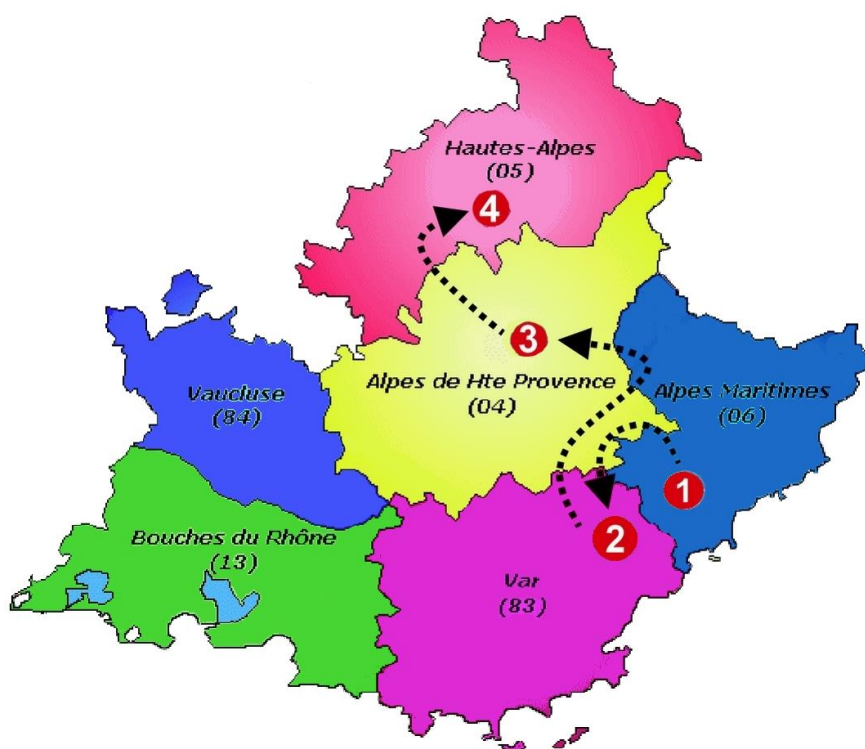 Hautes-Alpes
(05)
4
3
Alpes de Hte Provence
(04)
Vaucluse
(84)
Alpes Maritimes
(06)
1
2
Bouches du Rhône
(13)
Var
(83)